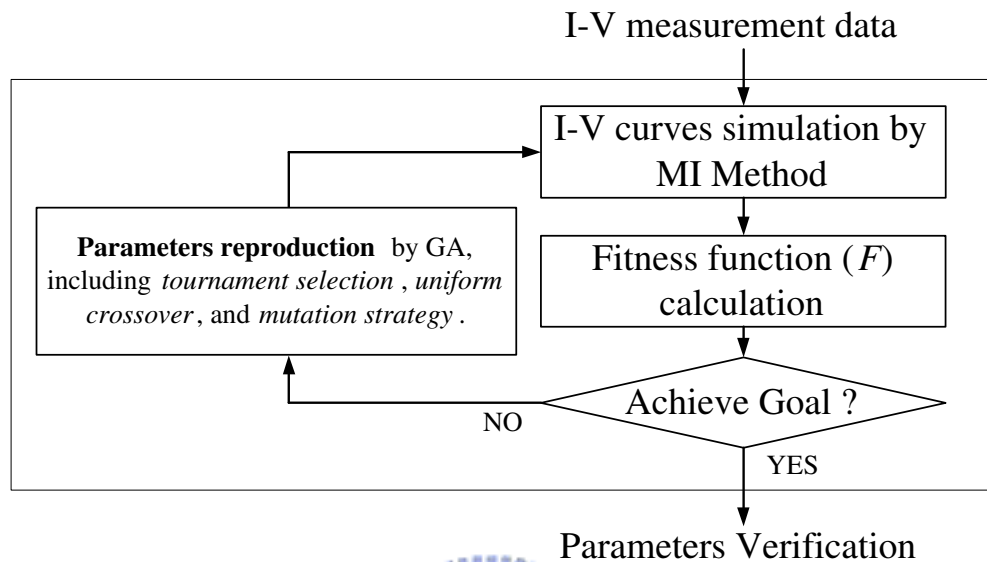 I-V measurement data
I-V curves simulation by
MI Method
Parameters reproduction by GA,
including tournament selection , uniform
crossover, and mutation strategy .
Fitness function (F)
calculation
Achieve Goal ?
NO
YES
Parameters Verification